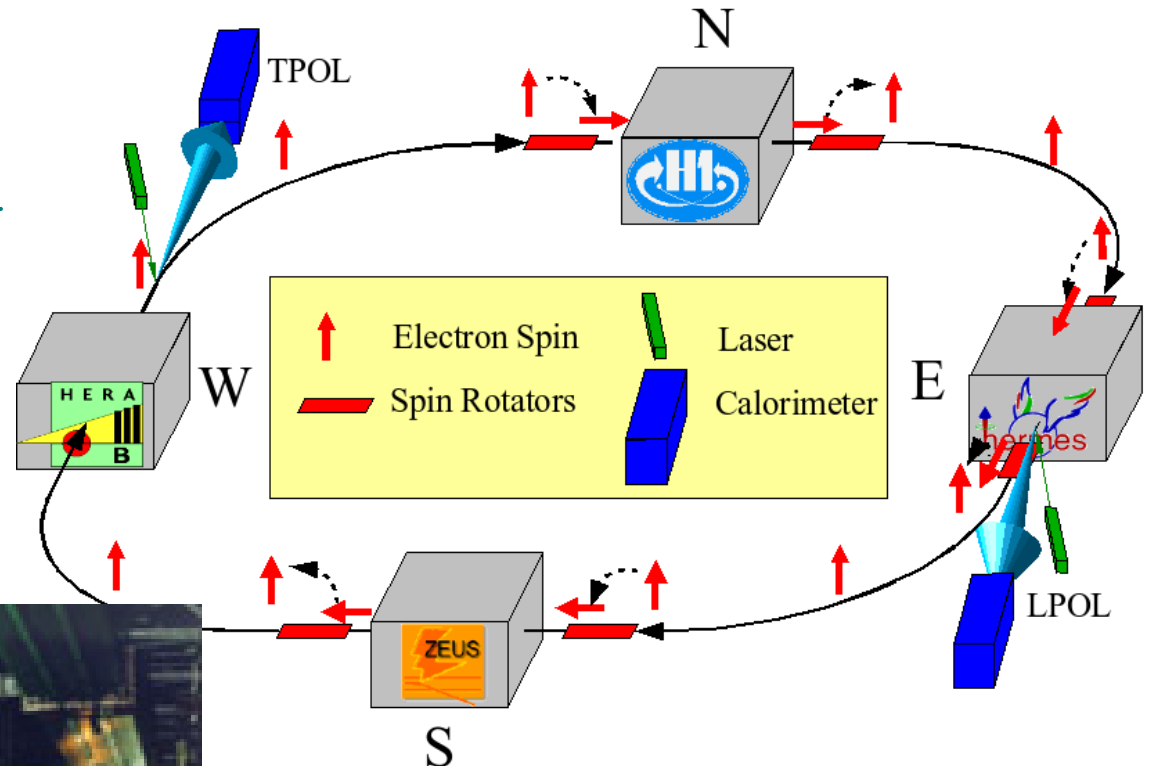 N
TPOL
H1
Electron Spin
Laser
Spin Rotators
Calorimeter
W
E
HERA
B
hermes
LPOL
ZEUS
S